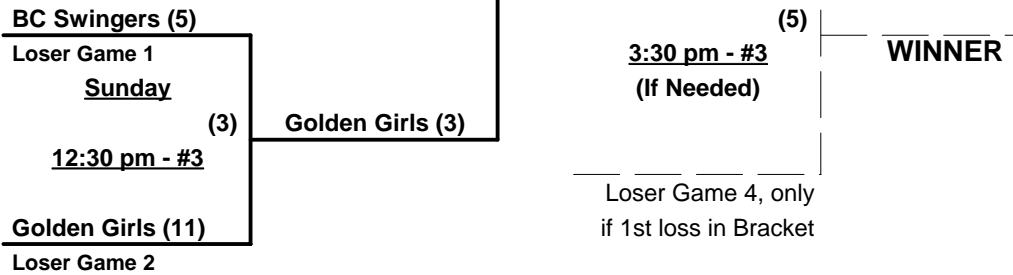 BC Swingers (5)
Loser Game 1
Sunday
(3)
12:30 pm - #3
Golden Girls (11)
Loser Game 2
Golden Girls (3)
(5)
3:30 pm - #3
(If Needed)
WINNER
Loser Game 4, only
if 1st loss in Bracket